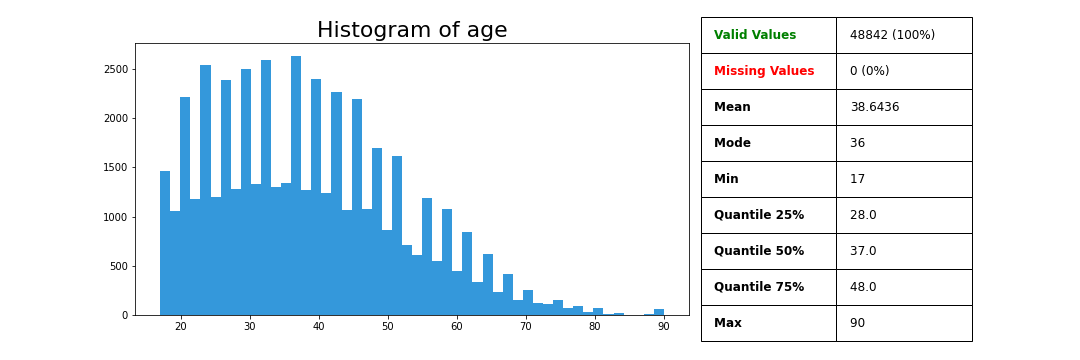 Histogram of age
2500
2000
1500
1000
500
0
20 30 40 50 60 70 80 90
Valid Values 48842 (100%)
Missing Values 0 (0%)
Mean 38.6436
Mode 36
Min 17
Quantile 25% 28.0
Quantile 50% 37.0
Quantile 75% 48.0
Max 90